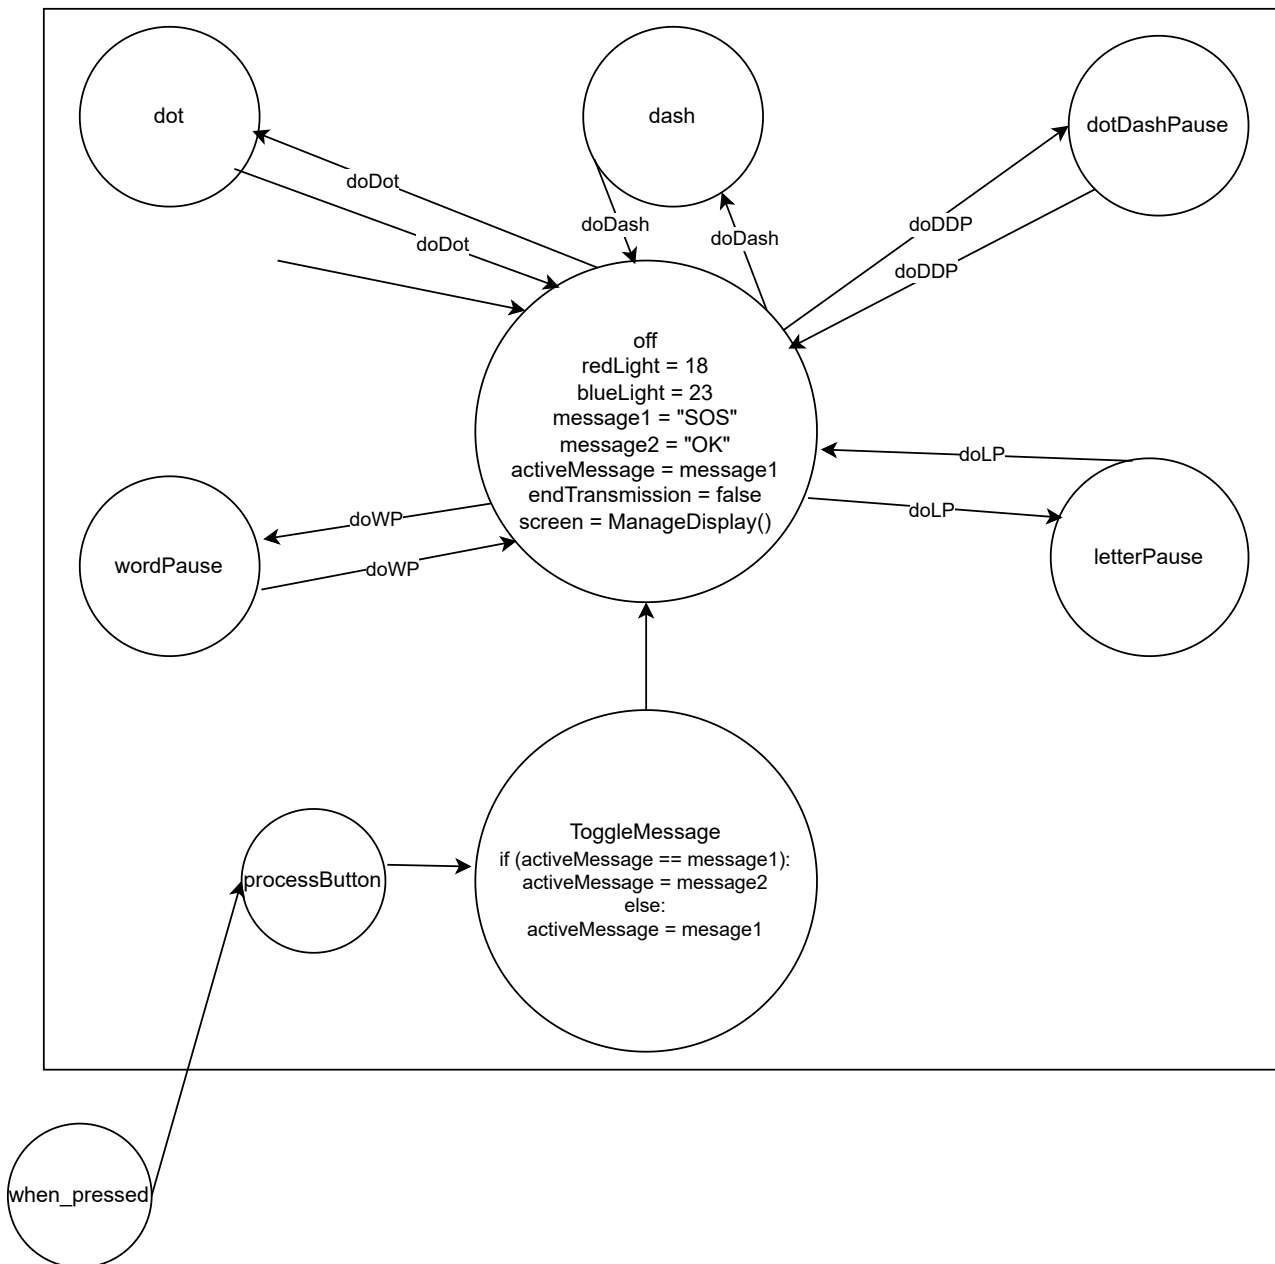 dot
dash
dotDashPause
doDot
doDot
doDash
doDash
doDDP
doDDP
off
redLight = 18
blueLight = 23
message1 = "SOS"
message2 = "OK"
activeMessage = message1
endTransmission = false
screen = ManageDisplay()
doLP
doLP
letterPause
doWP
doWP
wordPause
ToggleMessage
if (activeMessage == message1):
activeMessage = message2
else:
activeMessage = mesage1
processButton
when_pressed